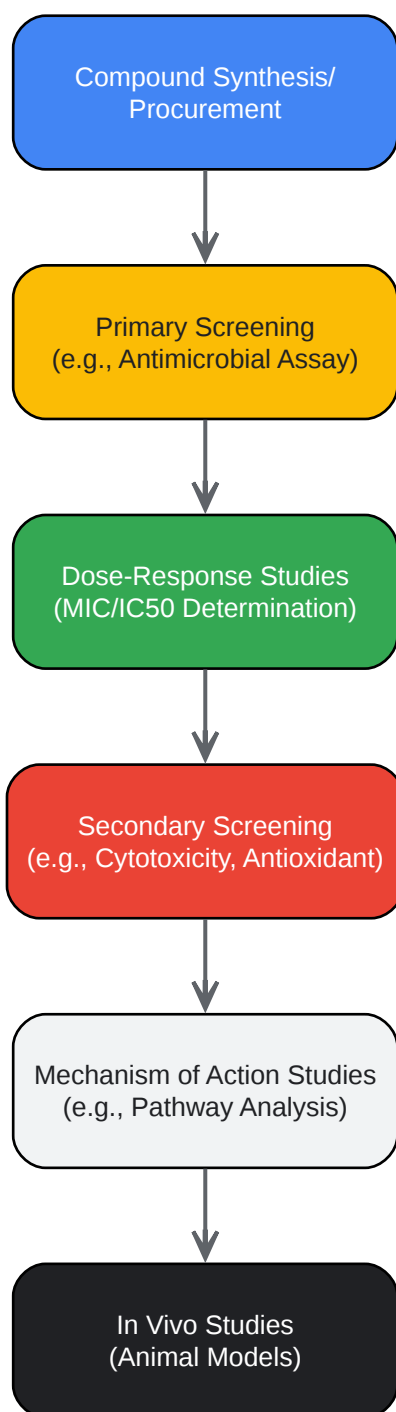 Compound Synthesis/
Procurement
Primary Screening
(e.g., Antimicrobial Assay)
Dose-Response Studies
(MIC/IC50 Determination)
Secondary Screening
(e.g., Cytotoxicity, Antioxidant)
Mechanism of Action Studies
(e.g., Pathway Analysis)
In Vivo Studies
(Animal Models)